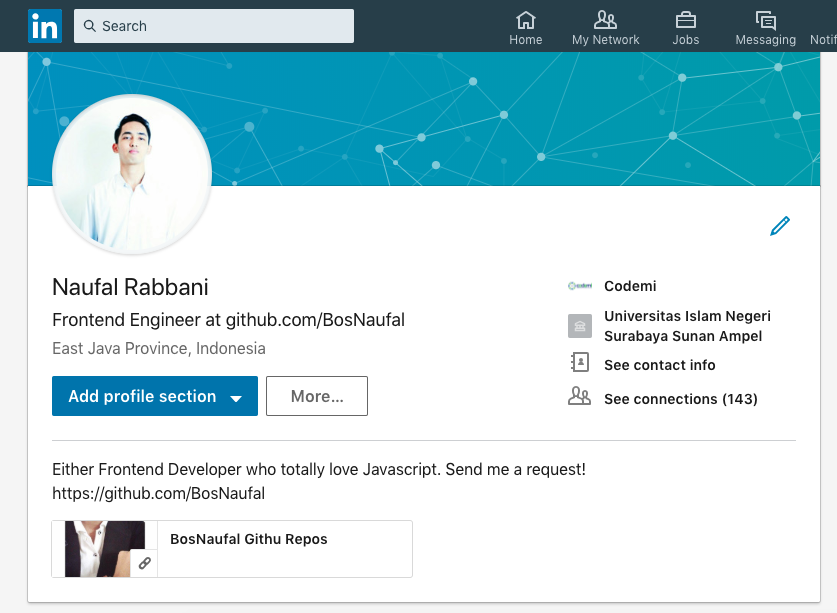 in
Search
Home
My Network
Jobs
Messaging
Notif
Naufal Rabbani
Frontend Engineer at github.com/BosNaufal
East Java Province, Indonesia
Add profile section
More...
codemi
Codemi
Universitas Islam Negeri
Surabaya Sunan Ampel
See contact info
See connections (143)
Either Frontend Developer who totally love Javascript. Send me a request!
https://github.com/BosNaufal
BosNaufal Githu Repos